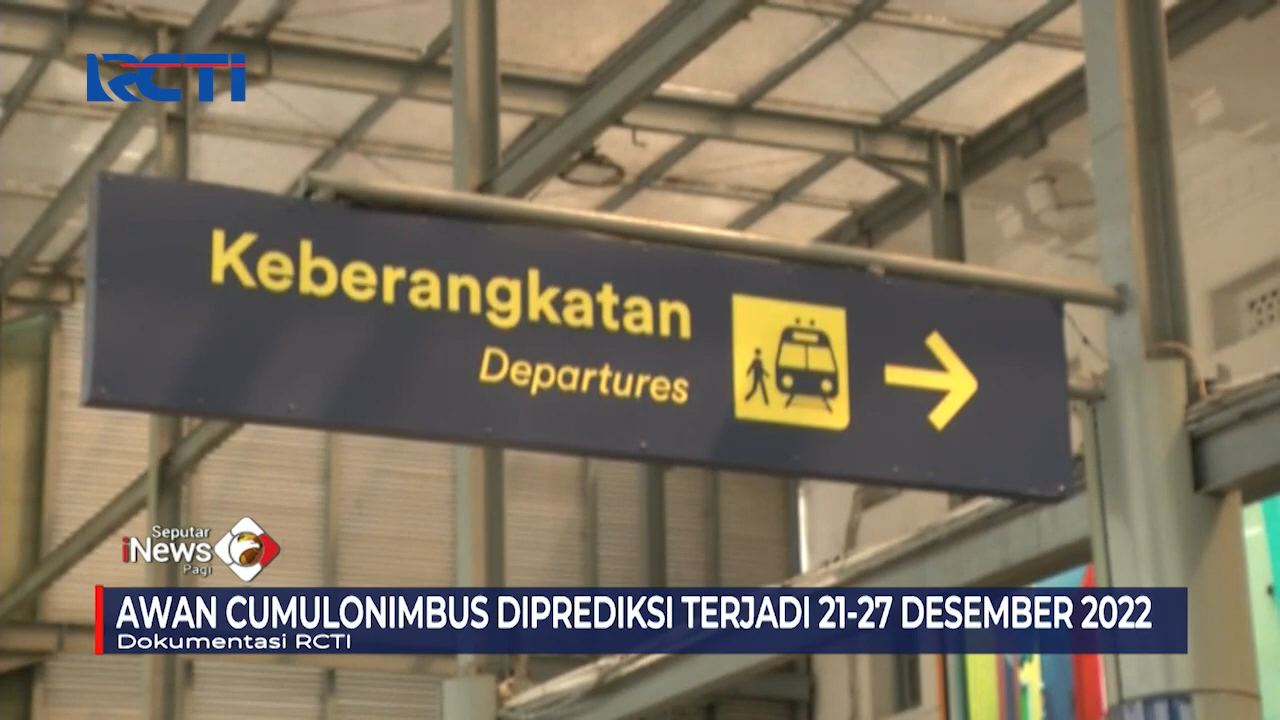 RCTI
Keberangkatan
Departures
Seputar
iNews
Pagi
AWAN CUMULONIMBUS DIPREDIKSI TERJADI 21-27 DESEMBER 2022
Dokumentasi RCTI